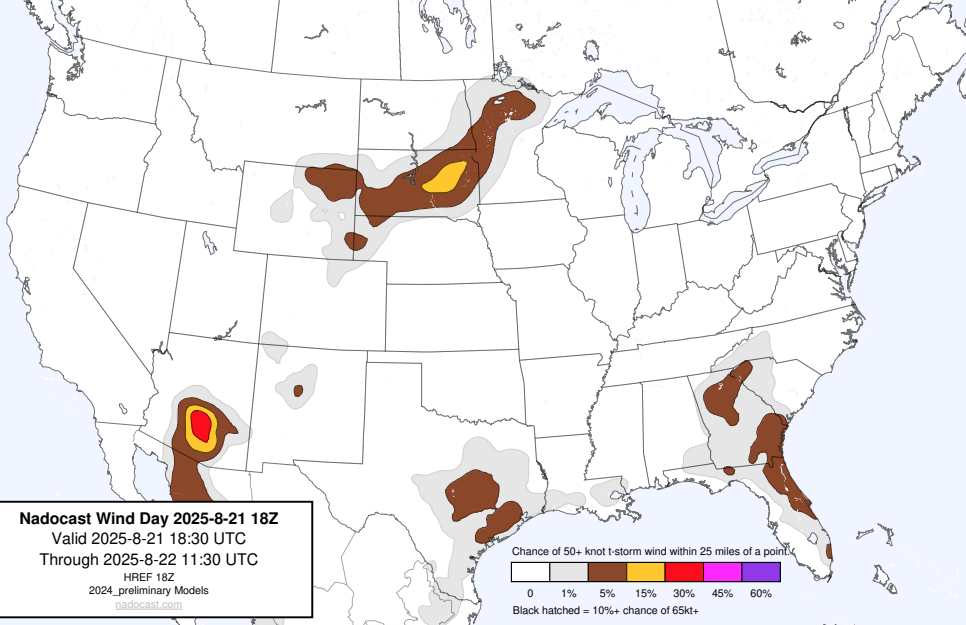 Nadocast Wind Day 2025-8-21 18Z
Valid 2025-8-21 18:30 UTC
Through 2025-8-22 11:30 UTC
HREF 18Z
2024_preliminary Models
nadocast.com
Chance of 50+ knot t-storm wind within 25 miles of a point.
0 1% 5% 15% 30% 45% 60%
Black hatched = 10%+ chance of 65kt+